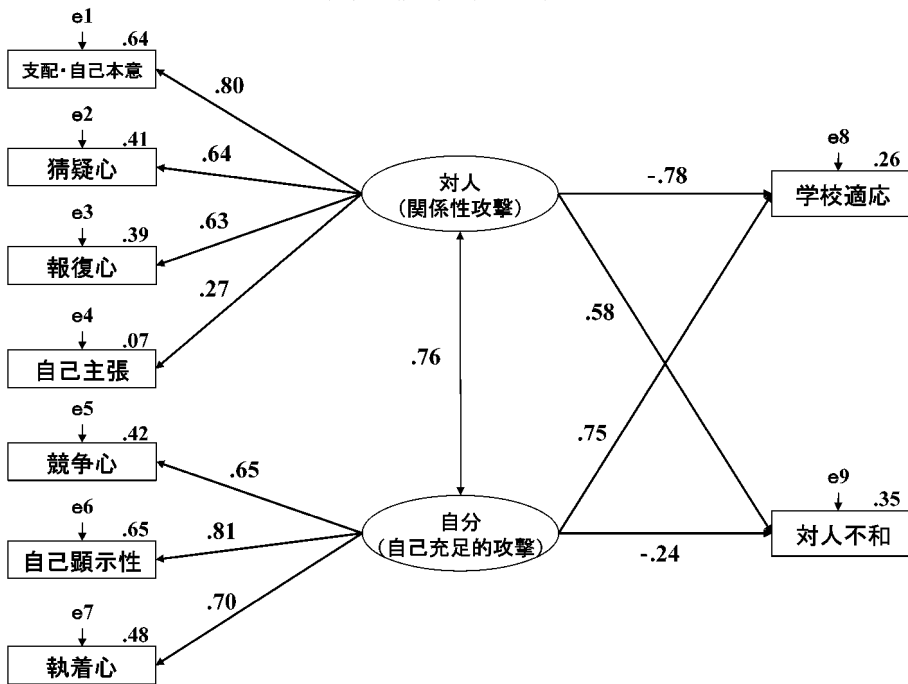 e1
.64
支配・自己本意
.80
e2
.41
猜疑心
.64
e3
.39
報復心
.63
e4
.07
自己主張
.27
e5
.42
競争心
.65
e6
.65
自己顕示性
.81
e7
.48
執着心
.70
対人
（関係性攻撃）
.76
自分
（自己充足的攻撃）
-.78
.58
.75
-.24
e8
.26
学校適応
e9
.35
対人不和